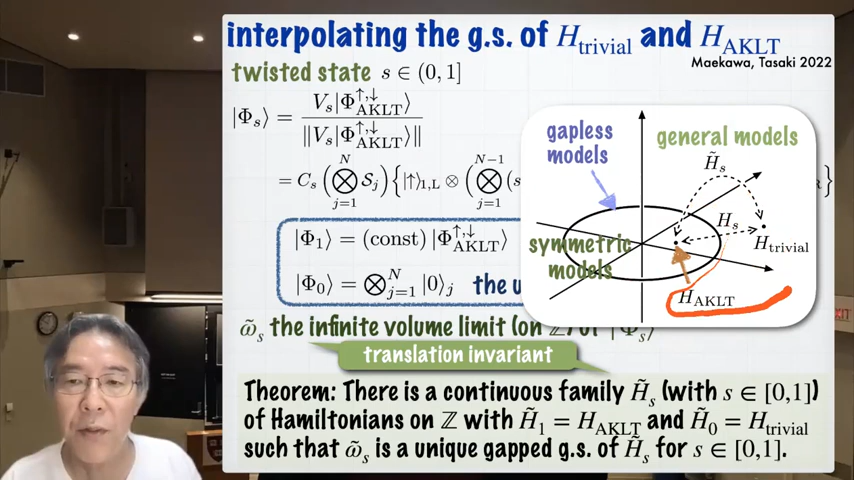 interpolating the g.s. of H_trivial and H_AKLT
Maekawa, Tasaki 2022
twisted state s ∈ (0, 1]
|Φ_s⟩ = V_s|Φ^{↑,↓}_AKLT⟩ / ‖V_s|Φ^{↑,↓}_AKLT⟩‖
= C_s (⊗_{j=1}^{N} S_j){|↑⟩_{1,L} ⊗ (⊗_{j=1}^{N−1} (s
|Φ_1⟩ = (const) |Φ^{↑,↓}_AKLT⟩
|Φ_0⟩ = ⊗_{j=1}^{N} |0⟩_j the u
gapless
models
general models
H̃_s
H_s
H_trivial
symmetric
models
H_AKLT
ω̃_s the infinite volume limit (on ℤ) of |Φ_s⟩
translation invariant
Theorem: There is a continuous family H̃_s (with s ∈ [0,1])
of Hamiltonians on ℤ with H̃_1 = H_AKLT and H̃_0 = H_trivial
such that ω̃_s is a unique gapped g.s. of H̃_s for s ∈ [0,1].